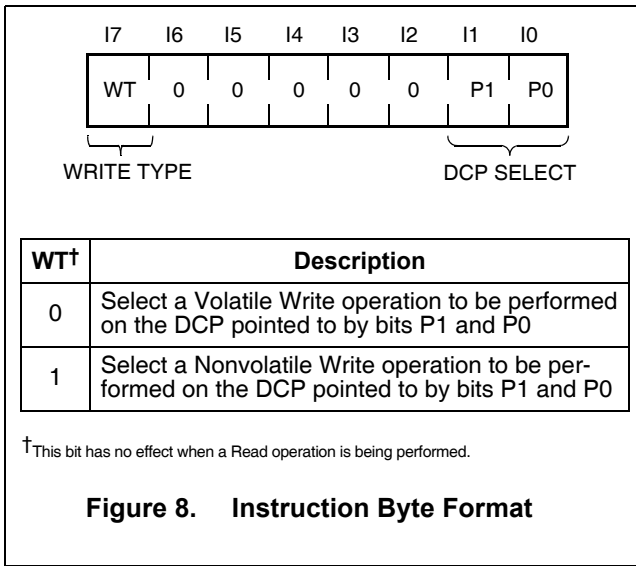 I7 I6 I5 I4 I3 I2 I1 I0
WT 0 0 0 0 0 P1 P0
WRITE TYPE DCP SELECT
WT† Description
0 Select a Volatile Write operation to be performed
on the DCP pointed to by bits P1 and P0
1 Select a Nonvolatile Write operation to be per-
formed on the DCP pointed to by bits P1 and P0
†This bit has no effect when a Read operation is being performed.
Figure 8. Instruction Byte Format